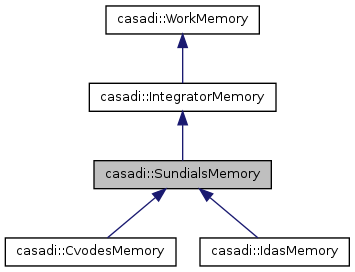 casadi::WorkMemory
casadi::IntegratorMemory
casadi::SundialsMemory
casadi::CvodesMemory
casadi::IdasMemory